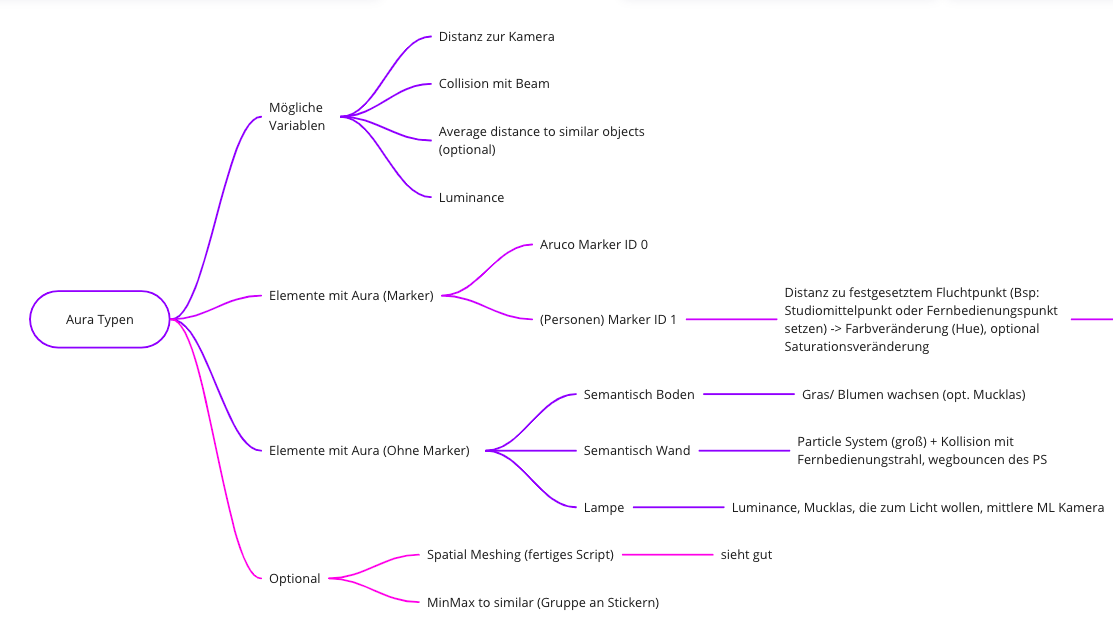 Aura Typen
Mögliche
Variablen
Distanz zur Kamera
Collision mit Beam
Average distance to similar objects
(optional)
Luminance
Elemente mit Aura (Marker)
Aruco Marker ID 0
(Personen) Marker ID 1
Distanz zu festgesetztem Fluchtpunkt (Bsp:
Studiomittelpunkt oder Fernbedienungspunkt
setzen) -> Farbveränderung (Hue), optional
Saturationsveränderung
Elemente mit Aura (Ohne Marker)
Semantisch Boden
Gras/ Blumen wachsen (opt. Mucklas)
Semantisch Wand
Particle System (groß) + Kollision mit
Fernbedienungstrahl, wegbouncen des PS
Lampe
Luminance, Mucklas, die zum Licht wollen, mittlere ML Kamera
Optional
Spatial Meshing (fertiges Script)
sieht gut
MinMax to similar (Gruppe an Stickern)